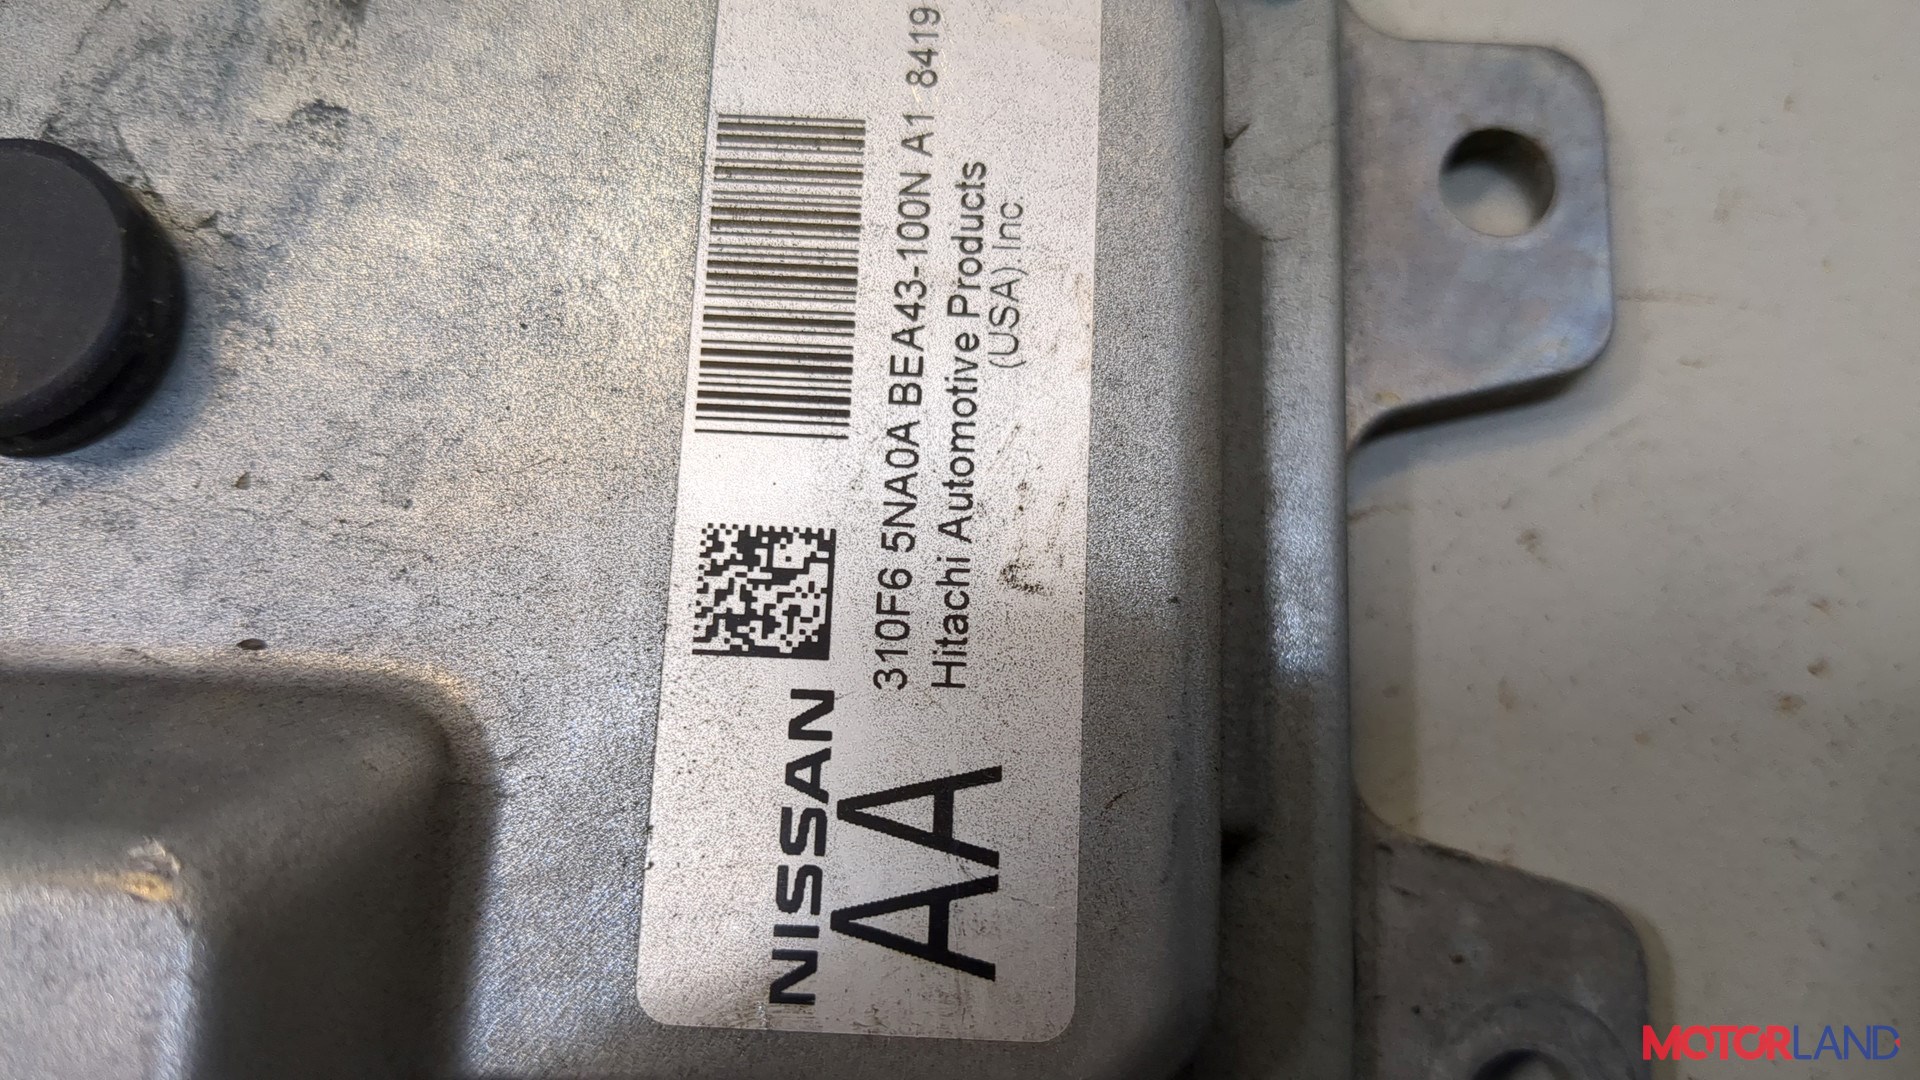 NISSAN
AA
310F6 5NA0A BEA43-100N A1 8419
Hitachi Automotive Products
(USA).Inc.
MOTORLAND